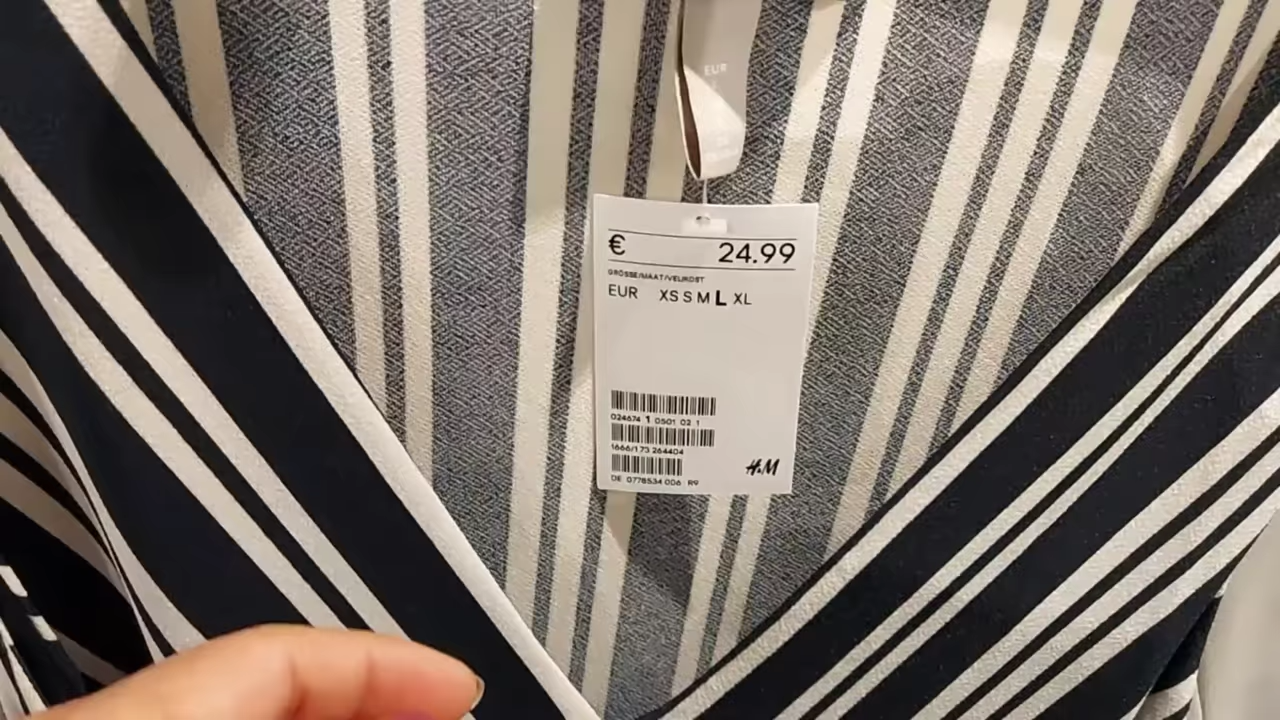 EUR
€ 24.99
GRÖSSE/MAAT/VELIKOST
EUR XS S M L XL
024674 1 0501 02 1
1666/173 264404
H&M
DE 0778534 006 R9